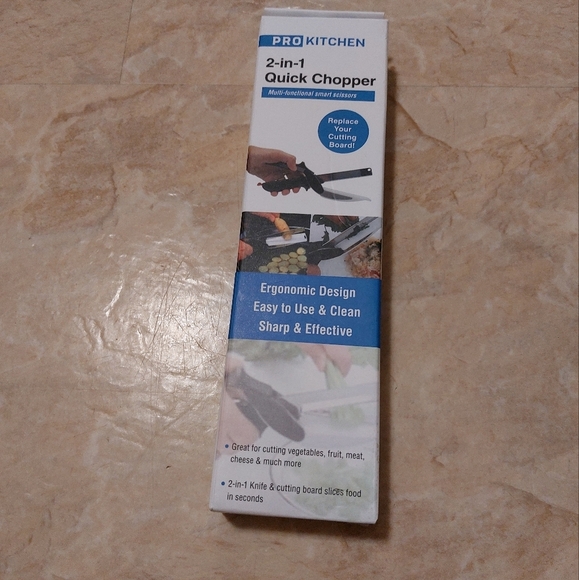 PRO KITCHEN
2-in-1
Quick Chopper
Multi-functional smart scissors
Replace
Your
Cutting
Board!
Ergonomic Design
Easy to Use & Clean
Sharp & Effective
• Great for cutting vegetables, fruit, meat,
cheese & much more
• 2-in-1 Knife & cutting board slices food
in seconds